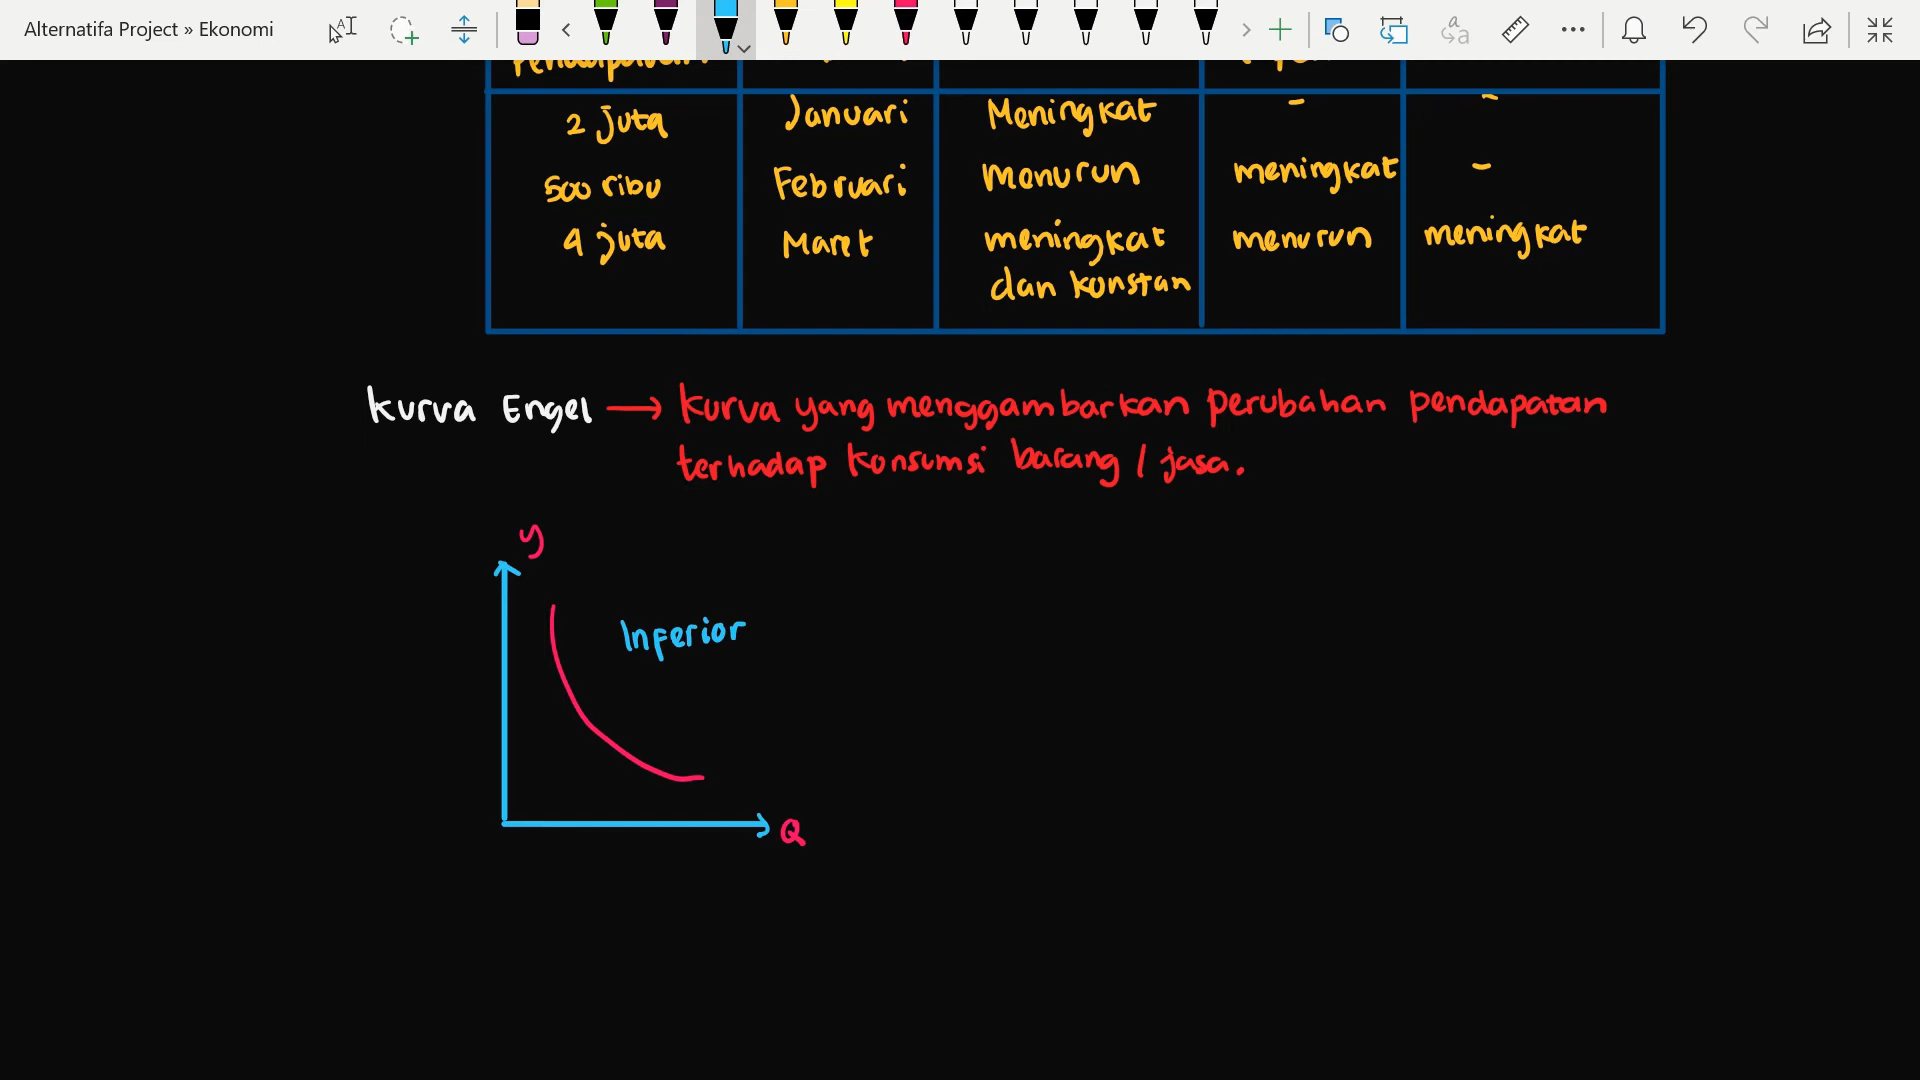 Alternatifa Project » Ekonomi
2 juta Januari Meningkat - -
500 ribu Februari menurun meningkat -
4 juta Maret meningkat menurun meningkat
dan konstan
kurva Engel → kurva yang menggambarkan perubahan pendapatan
terhadap konsumsi barang / jasa.
y
Inferior
Q